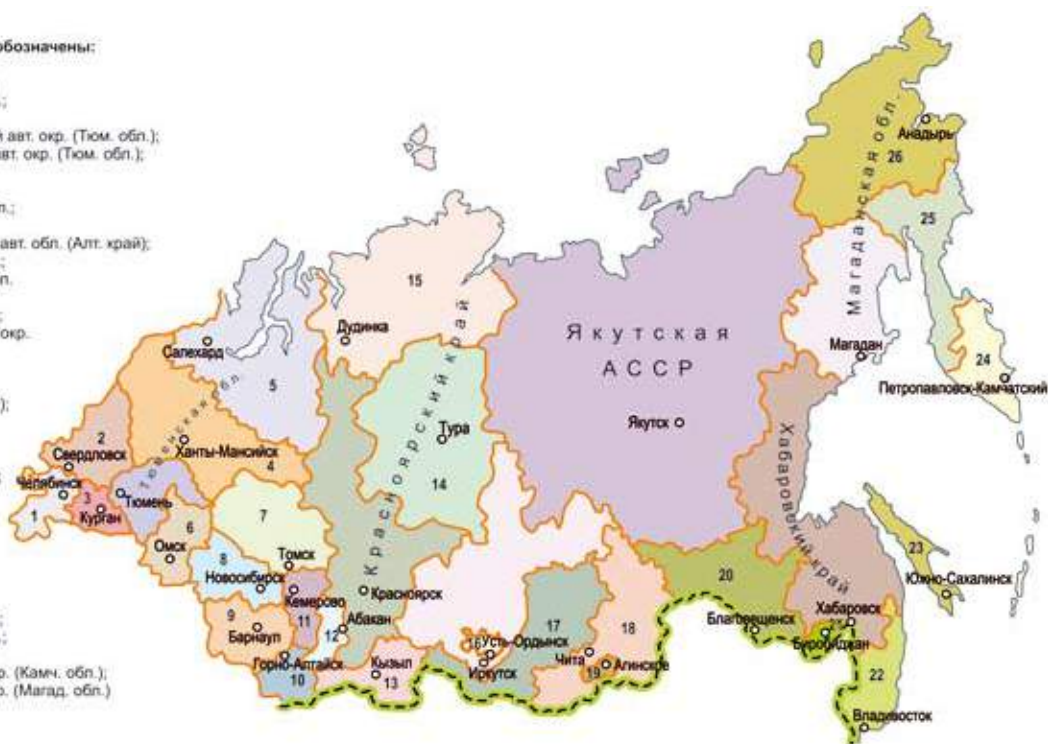 обозначены:
.;
й авт. окр. (Тюм. обл.);
авт. окр. (Тюм. обл.);
л.;
авт. обл. (Алт. край);
;
л.
;
окр.
);
;
;
.;
р. (Камч. обл.);
р. (Магад. обл.)
Анадырь
Магаданская обл.
26
25
15
Дудинка
Красноярский край
Якутская
АССР
Магадан
24
Петропавловск-Камчатский
Салехард
5
Тюменская обл.
Якутск
Тура
14
Хабаровский край
2
Свердловск
Ханты-Мансийск
4
Челябинск
Тюмень
3
Курган
1
7
6
Омск
8
Томск
Новосибирск
Кемерово
Красноярск
20
23
Южно-Сахалинск
9
Барнаул
11
Абакан
12
17
18
Благовещенск
Хабаровск
Биробиджан
16
Усть-Ордынск
Иркутск
Чита
19
Агинское
Горно-Алтайск
10
Кызыл
13
22
Владивосток